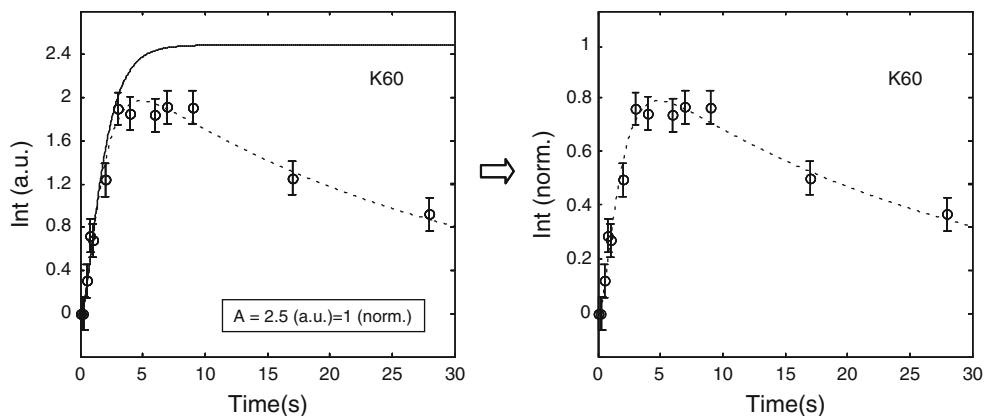 Int (a.u.)
2.4
2
1.6
1.2
0.8
0.4
0
K60
A = 2.5 (a.u.)=1 (norm.)
0 5 10 15 20 25 30
Time(s)
Int (norm.)
1
0.8
0.6
0.4
0.2
0
K60
0 5 10 15 20 25 30
Time(s)